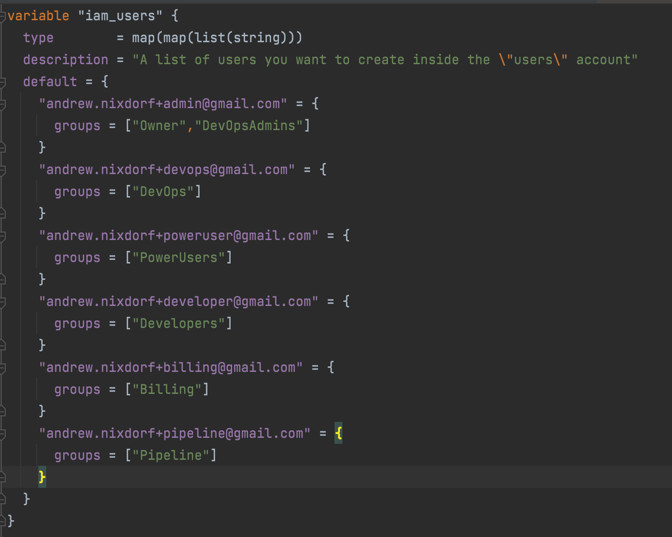 variable "iam_users" {
  type        = map(map(list(string)))
  description = "A list of users you want to create inside the \"users\" account"
  default = {
    "andrew.nixdorf+admin@gmail.com" = {
      groups = ["Owner","DevOpsAdmins"]
    }
    "andrew.nixdorf+devops@gmail.com" = {
      groups = ["DevOps"]
    }
    "andrew.nixdorf+poweruser@gmail.com" = {
      groups = ["PowerUsers"]
    }
    "andrew.nixdorf+developer@gmail.com" = {
      groups = ["Developers"]
    }
    "andrew.nixdorf+billing@gmail.com" = {
      groups = ["Billing"]
    }
    "andrew.nixdorf+pipeline@gmail.com" = {
      groups = ["Pipeline"]
    }
  }
}